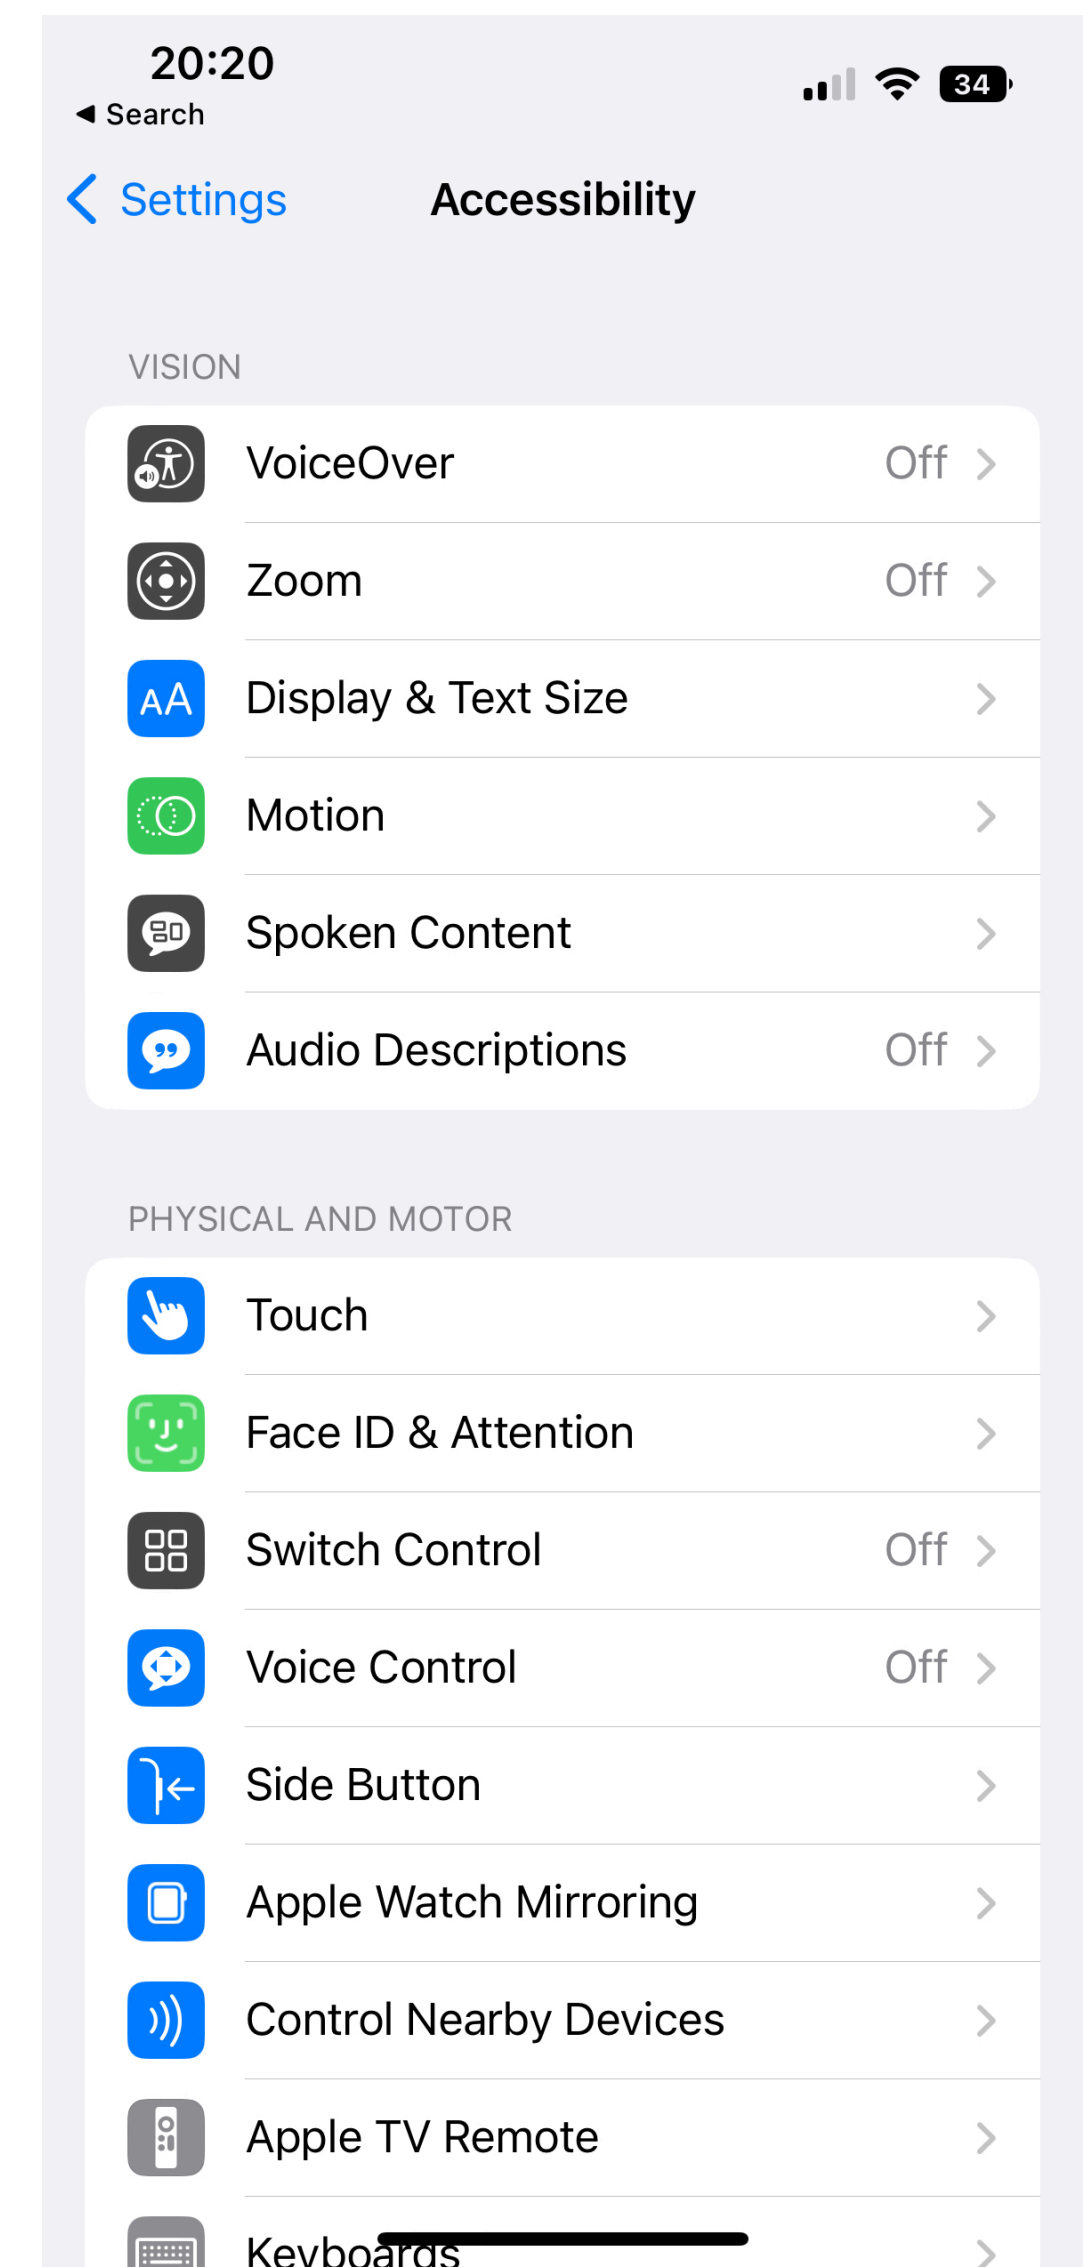 20:20
34
◀ Search
Settings
Accessibility
VISION
VoiceOver Off
Zoom Off
AA Display & Text Size
Motion
Spoken Content
Audio Descriptions Off
PHYSICAL AND MOTOR
Touch
Face ID & Attention
Switch Control Off
Voice Control Off
Side Button
Apple Watch Mirroring
Control Nearby Devices
Apple TV Remote
Keyboards